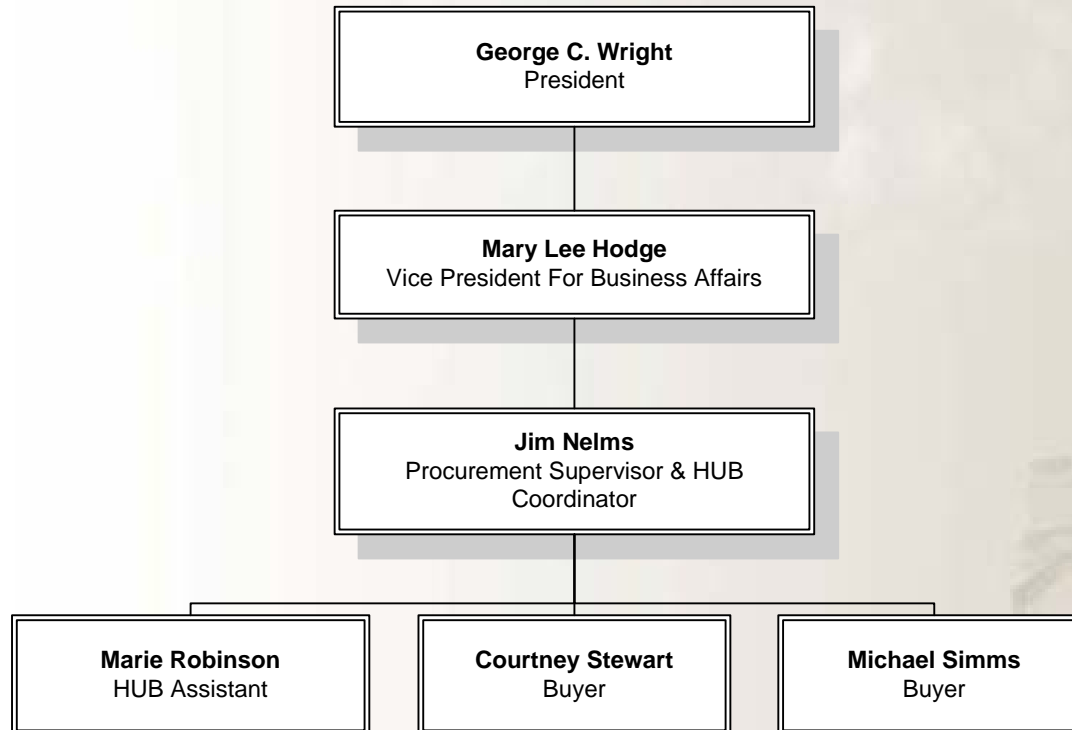 George C. Wright
President
Mary Lee Hodge
Vice President For Business Affairs
Jim Nelms
Procurement Supervisor & HUB
Coordinator
Marie Robinson
HUB Assistant
Courtney Stewart
Buyer
Michael Simms
Buyer